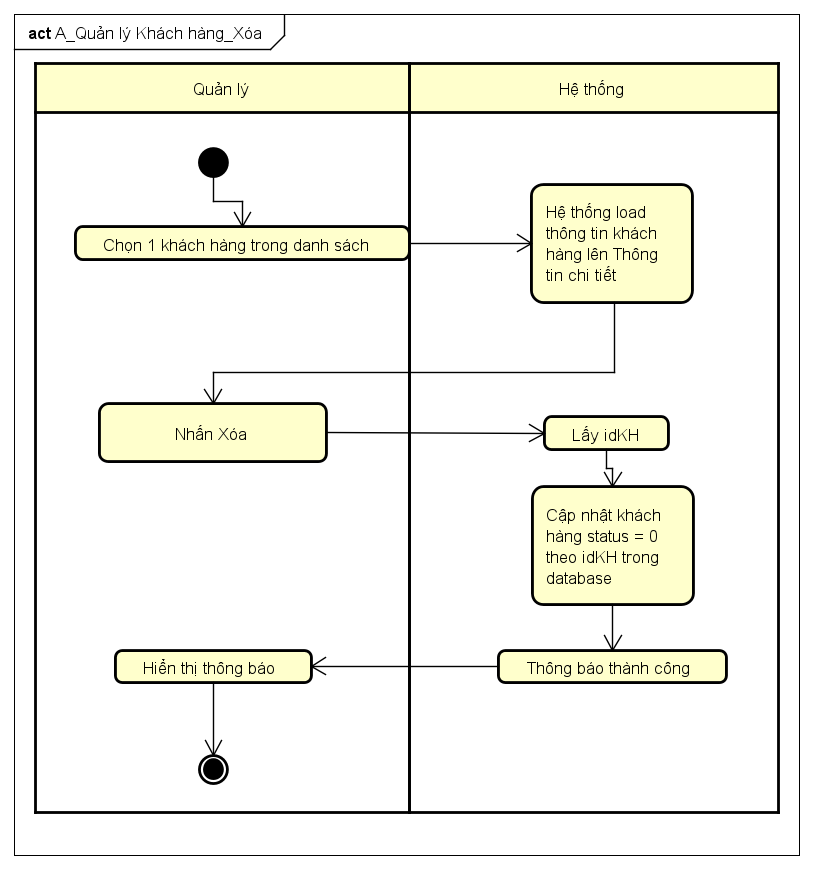 act A_Quản lý Khách hàng_Xóa
Quản lý
Hệ thống
Chọn 1 khách hàng trong danh sách
Hệ thống load
thông tin khách
hàng lên Thông
tin chi tiết
Nhấn Xóa
Lấy idKH
Cập nhật khách
hàng status = 0
theo idKH trong
database
Thông báo thành công
Hiển thị thông báo